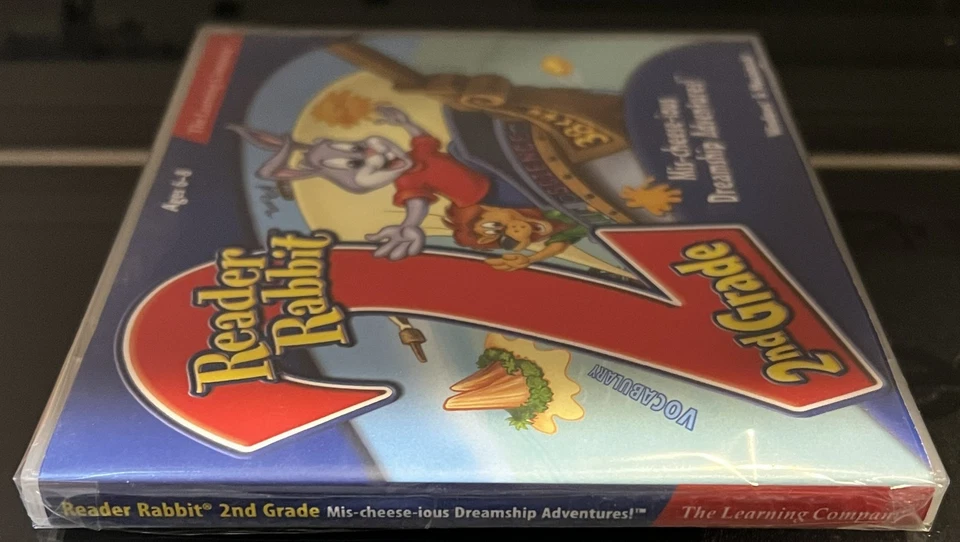 The Learning Company
Ages 6-8
Reader
Rabbit
2nd Grade
Mis-cheese-ious
Dreamship Adventures!™
VOCABULARY
Reader Rabbit® 2nd Grade Mis-cheese-ious Dreamship Adventures!™
The Learning Company